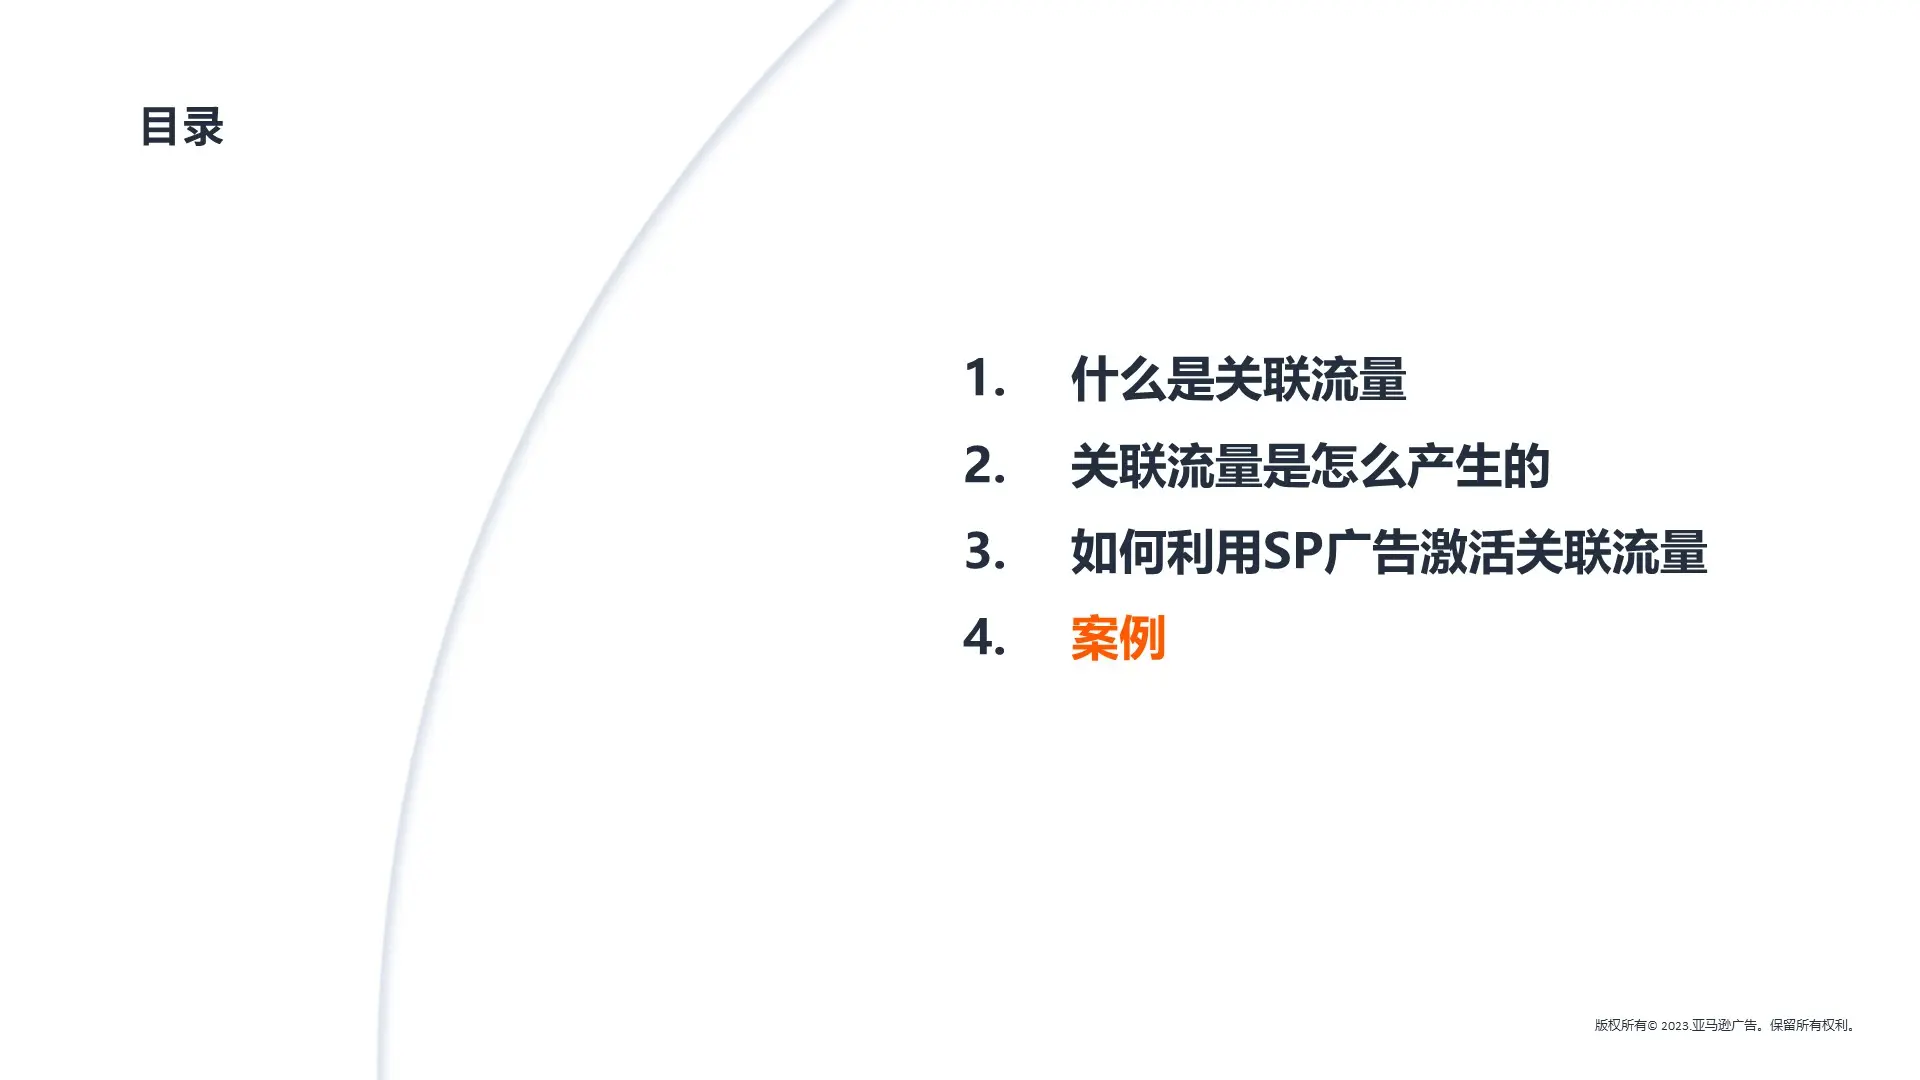 目录
1. 什么是关联流量
2. 关联流量是怎么产生的
3. 如何利用SP广告激活关联流量
4. 案例
版权所有© 2023.亚马逊广告。保留所有权利。